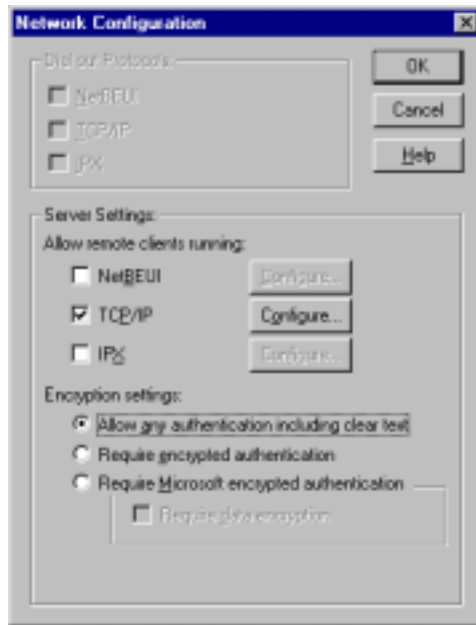 Network Configuration
Dial out Protocols:
NetBEUI
TCP/IP
IPX
OK
Cancel
Help
Server Settings:
Allow remote clients running:
NetBEUI
Configure...
TCP/IP
Configure...
IPX
Configure...
Encryption settings:
Allow any authentication including clear text
Require encrypted authentication
Require Microsoft encrypted authentication
Require data encryption